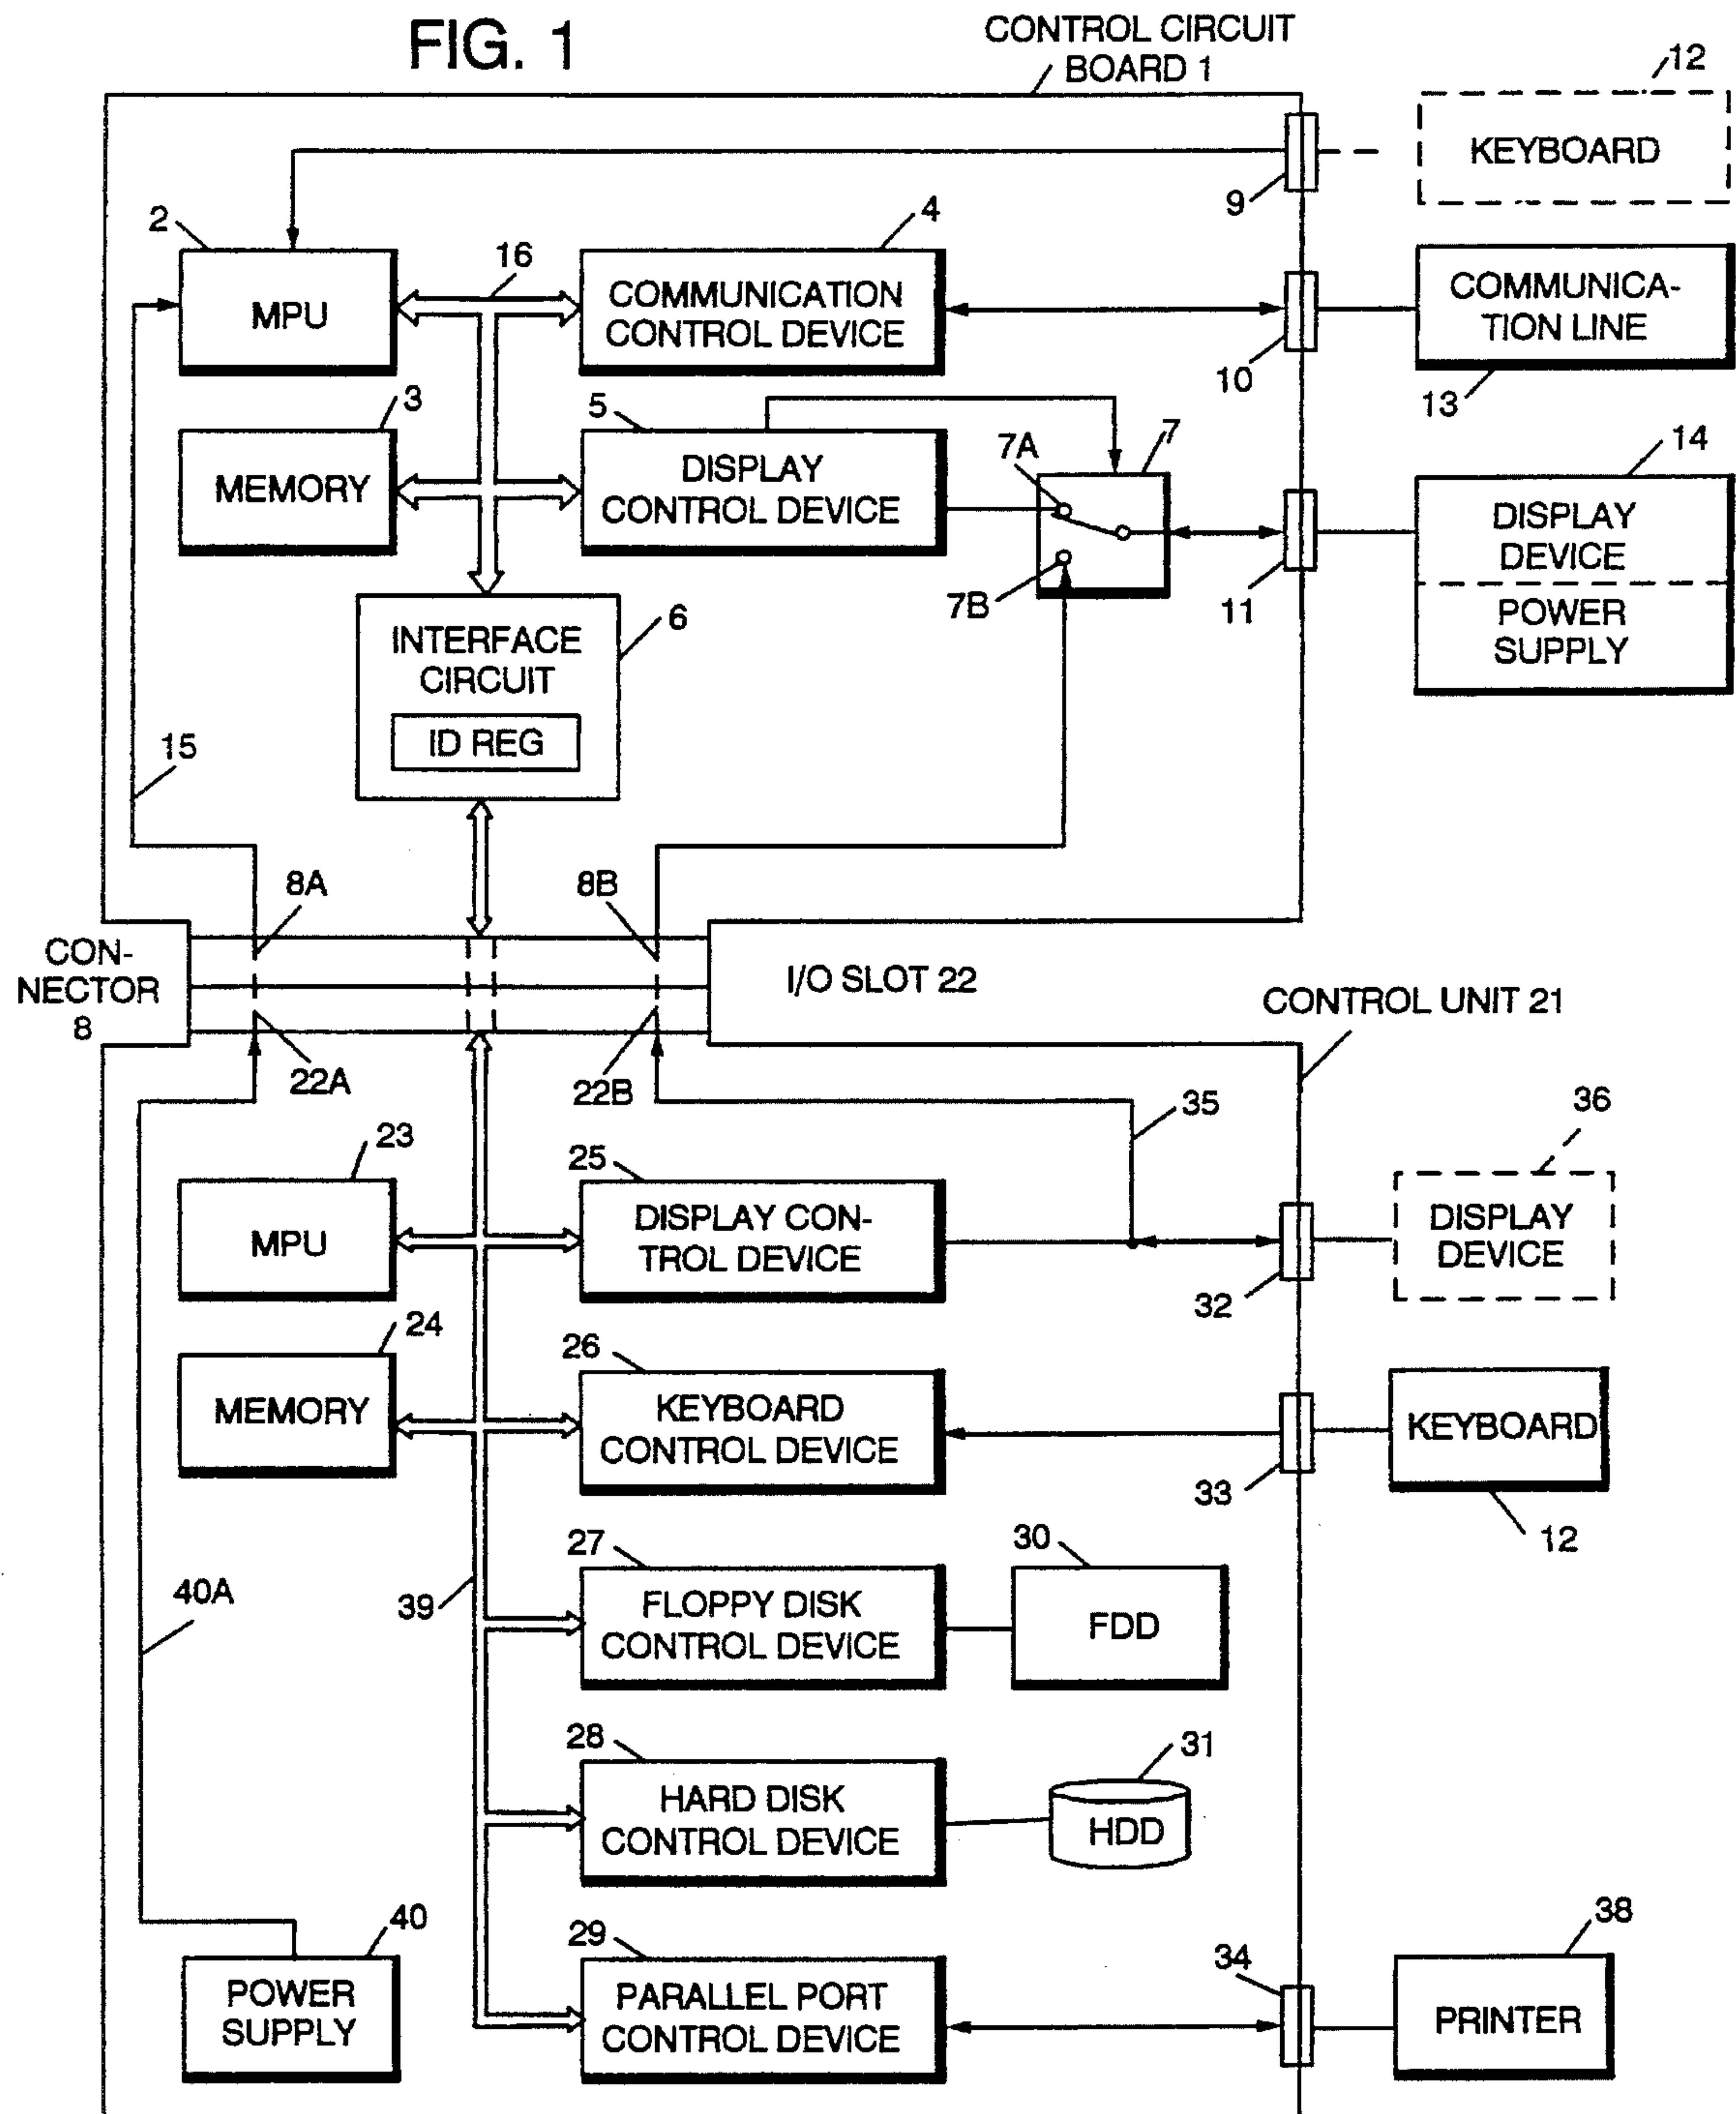 FIG. 1
CONTROL CIRCUIT
BOARD 1
12
KEYBOARD
9
2
MPU
16
4
COMMUNICATION
CONTROL DEVICE
10
COMMUNICA-
TION LINE
13
3
MEMORY
5
DISPLAY
CONTROL DEVICE
7A
7
7B
11
14
DISPLAY
DEVICE
POWER
SUPPLY
6
INTERFACE
CIRCUIT
ID REG
15
8A
8B
CON-
NECTOR
8
I/O SLOT 22
CONTROL UNIT 21
22A
22B
35
36
23
MPU
25
DISPLAY CON-
TROL DEVICE
32
DISPLAY
DEVICE
24
MEMORY
26
KEYBOARD
CONTROL DEVICE
33
KEYBOARD
12
40A
39
27
FLOPPY DISK
CONTROL DEVICE
30
FDD
28
HARD DISK
CONTROL DEVICE
31
HDD
40
POWER
SUPPLY
29
PARALLEL PORT
CONTROL DEVICE
34
38
PRINTER